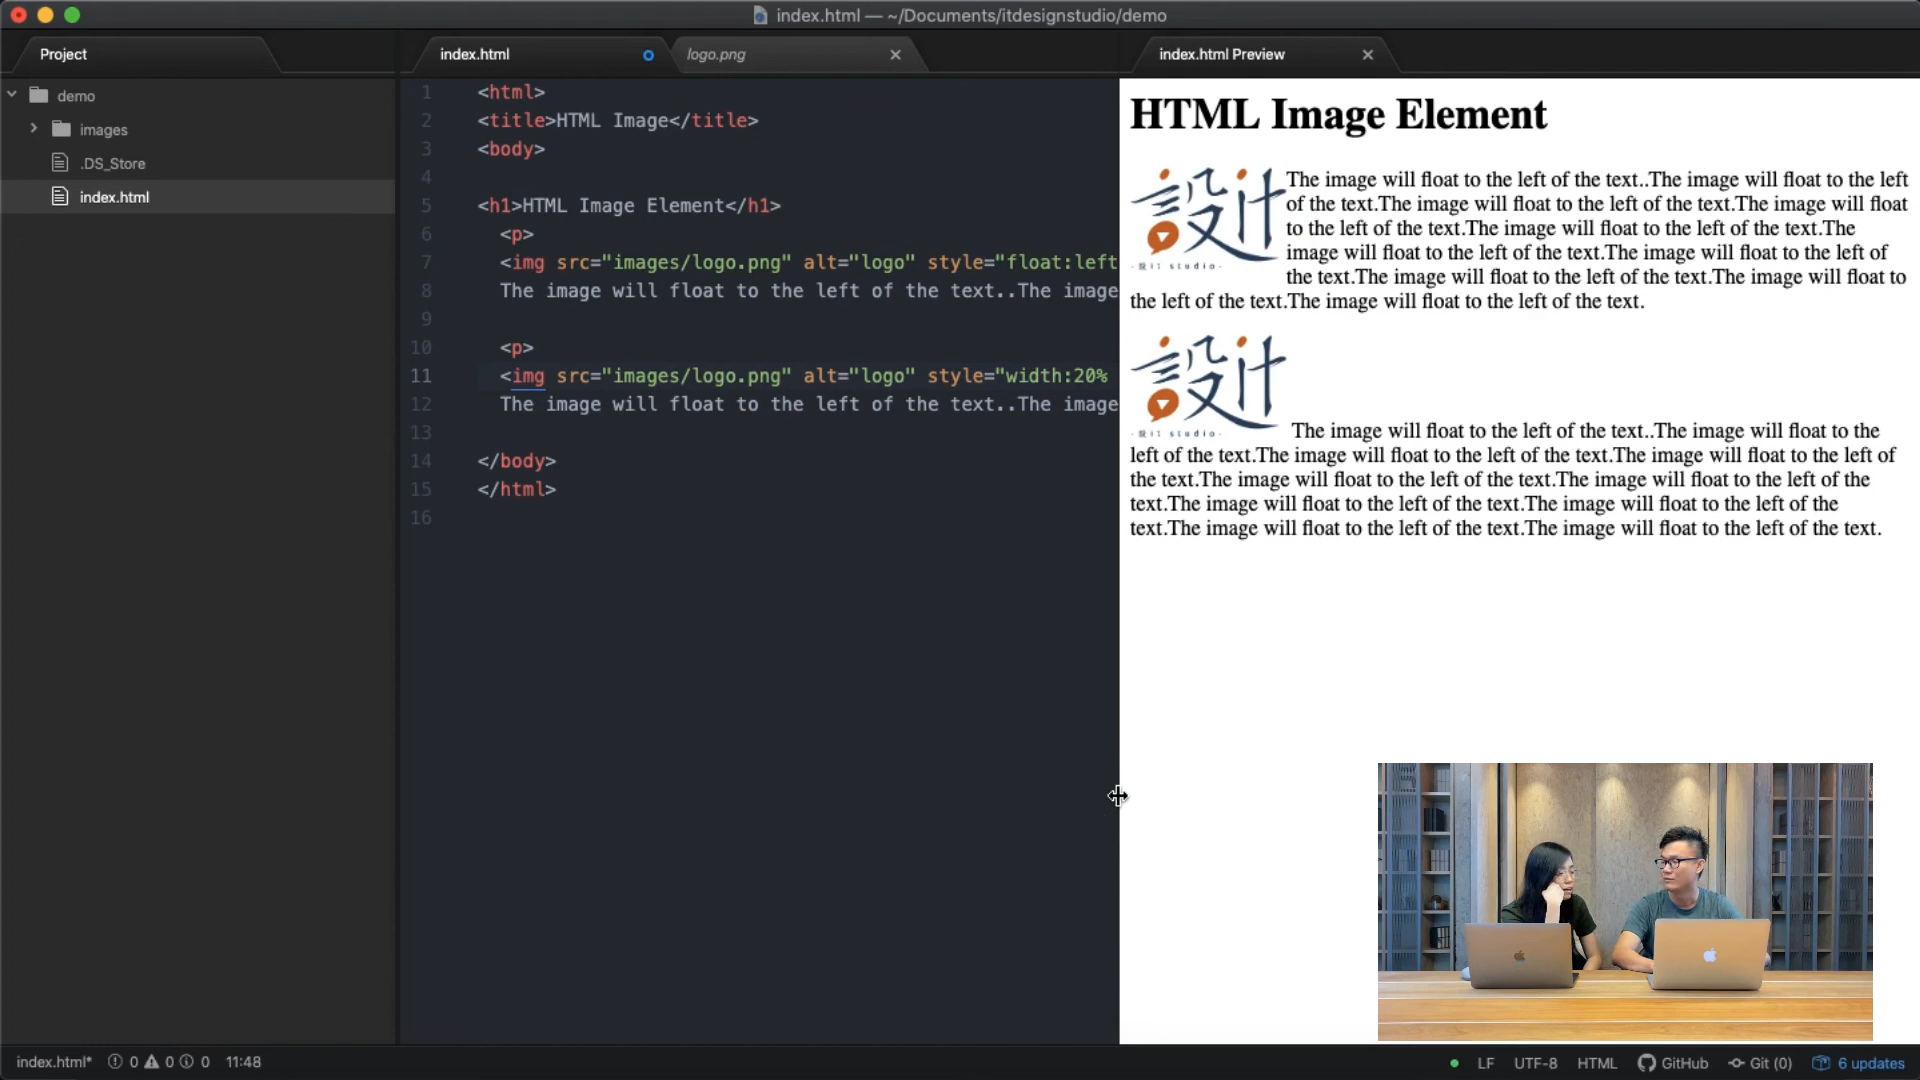 index.html — ~/Documents/itdesignstudio/demo
Project
index.html
logo.png
index.html Preview
demo
images
.DS_Store
index.html
1 <html>
2 <title>HTML Image</title>
3 <body>
4
5 <h1>HTML Image Element</h1>
6 <p>
7 <img src="images/logo.png" alt="logo" style="float:left
8 The image will float to the left of the text..The image
9
10 <p>
11 <img src="images/logo.png" alt="logo" style="width:20%
12 The image will float to the left of the text..The image
13
14 </body>
15 </html>
16
HTML Image Element
設計
·設it studio·
The image will float to the left of the text..The image will float to the left
of the text.The image will float to the left of the text.The image will float
to the left of the text.The image will float to the left of the text.The
image will float to the left of the text.The image will float to the left of
the text.The image will float to the left of the text.The image will float to
the left of the text.The image will float to the left of the text.
設計
·設it studio·
The image will float to the left of the text..The image will float to the
left of the text.The image will float to the left of the text.The image will float to the left of
the text.The image will float to the left of the text.The image will float to the left of the
text.The image will float to the left of the text.The image will float to the left of the
text.The image will float to the left of the text.The image will float to the left of the text.
index.html* 0 0 0 11:48
LF UTF-8 HTML GitHub Git (0) 6 updates